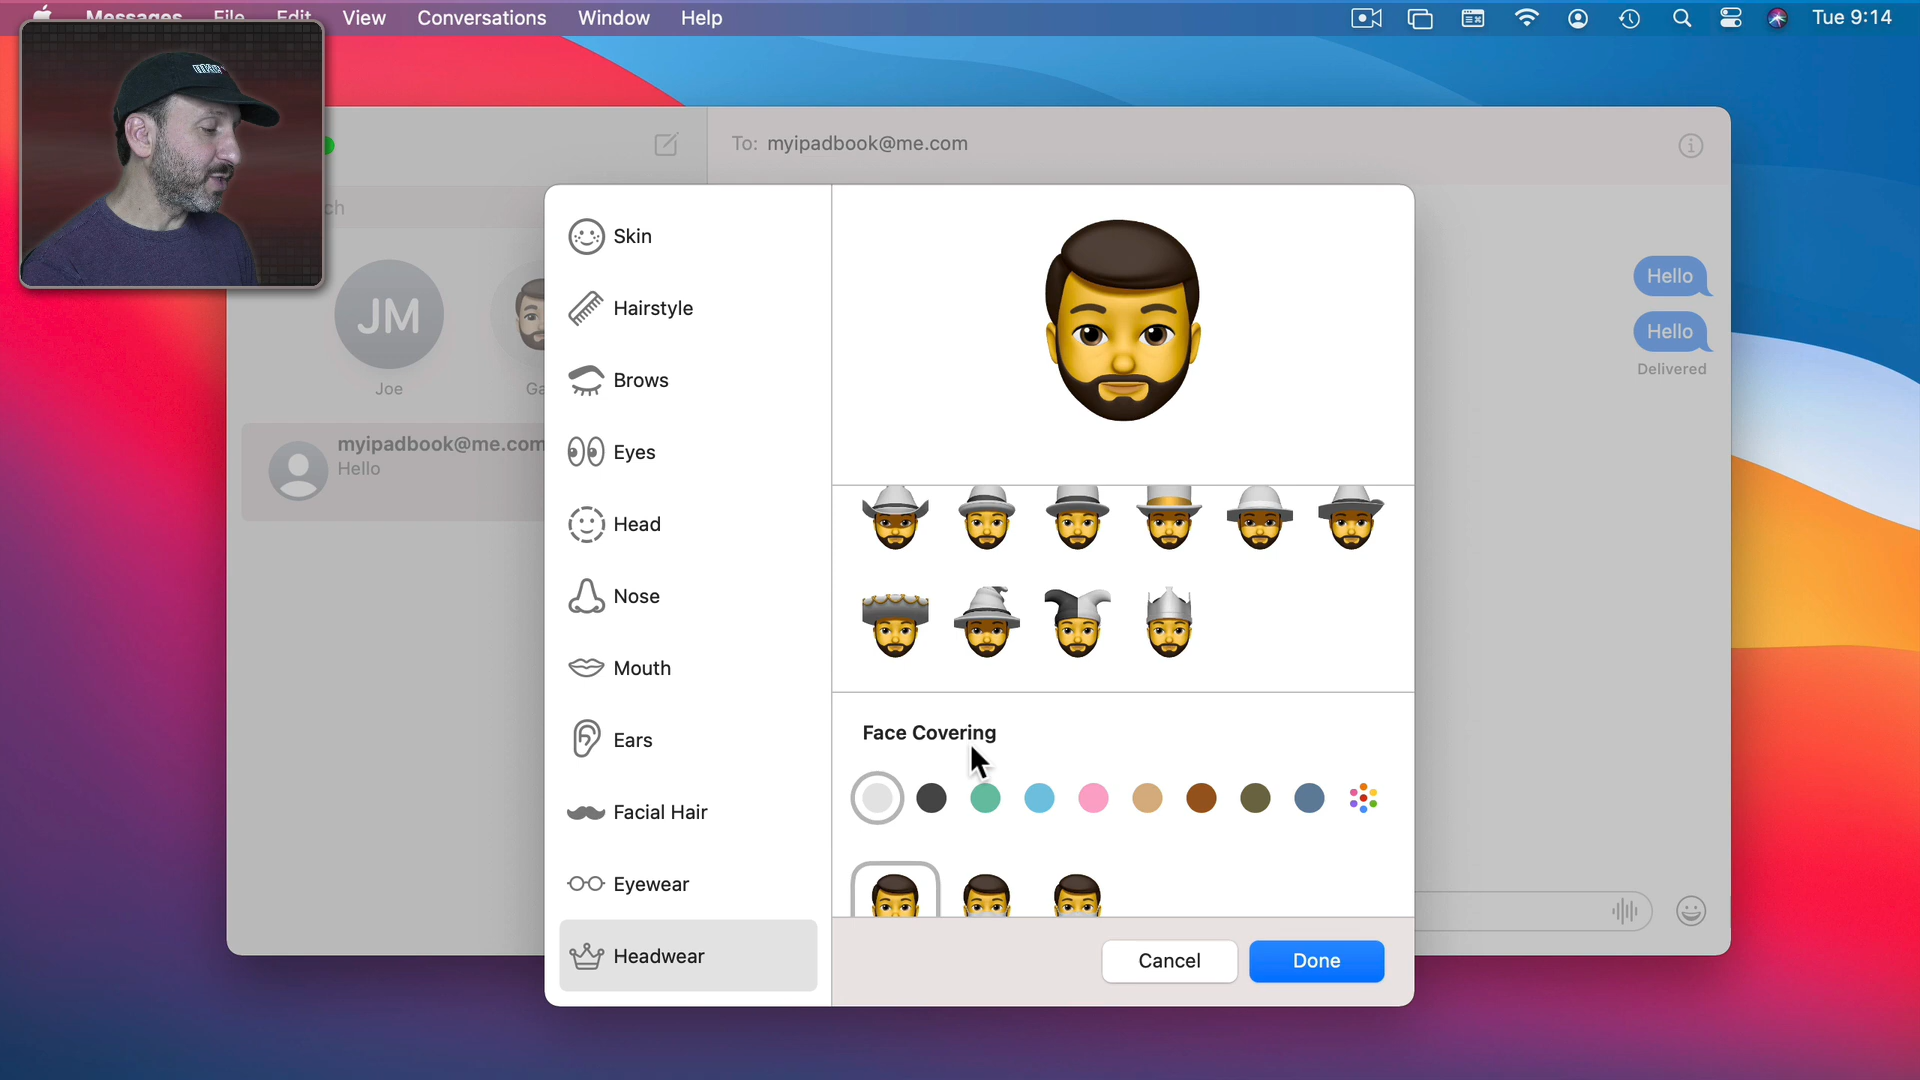 Messages File Edit View Conversations Window Help Tue 9:14
To: myipadbook@me.com
ch
JM
Joe
Ga
myipadbook@me.com
Hello
Hello
Hello
Delivered
Skin
Hairstyle
Brows
Eyes
Head
Nose
Mouth
Ears
Facial Hair
Eyewear
Headwear
Face Covering
Cancel
Done